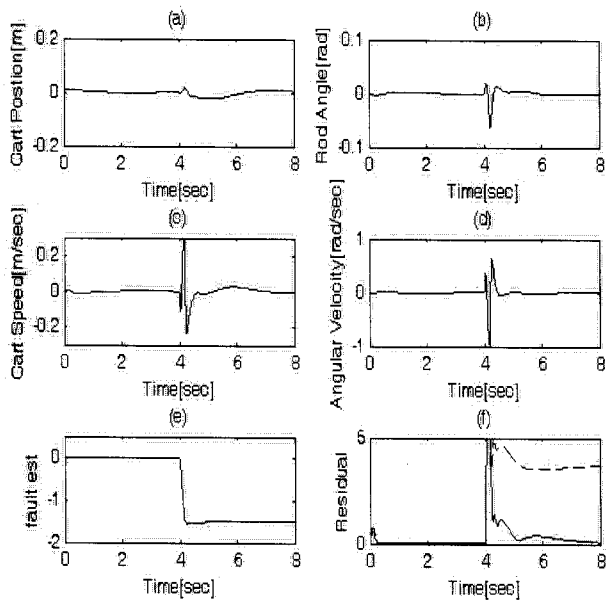 (a)
Cart Postion[m]
0.2
0
-0.2
0
2
4
6
8
Time[sec]
(b)
Rod Angle[rad]
0.1
0
-0.1
0
2
4
6
8
Time[sec]
(c)
Cart Speed[m/sec]
0.2
0
-0.2
0
2
4
6
8
Time[sec]
(d)
Angular Velocity[rad/sec]
1
0
-1
0
2
4
6
8
Time[sec]
(e)
fault est
0
-1
-2
0
2
4
6
8
Time[sec]
(f)
Residual
5
0
0
2
4
6
8
Time[sec]